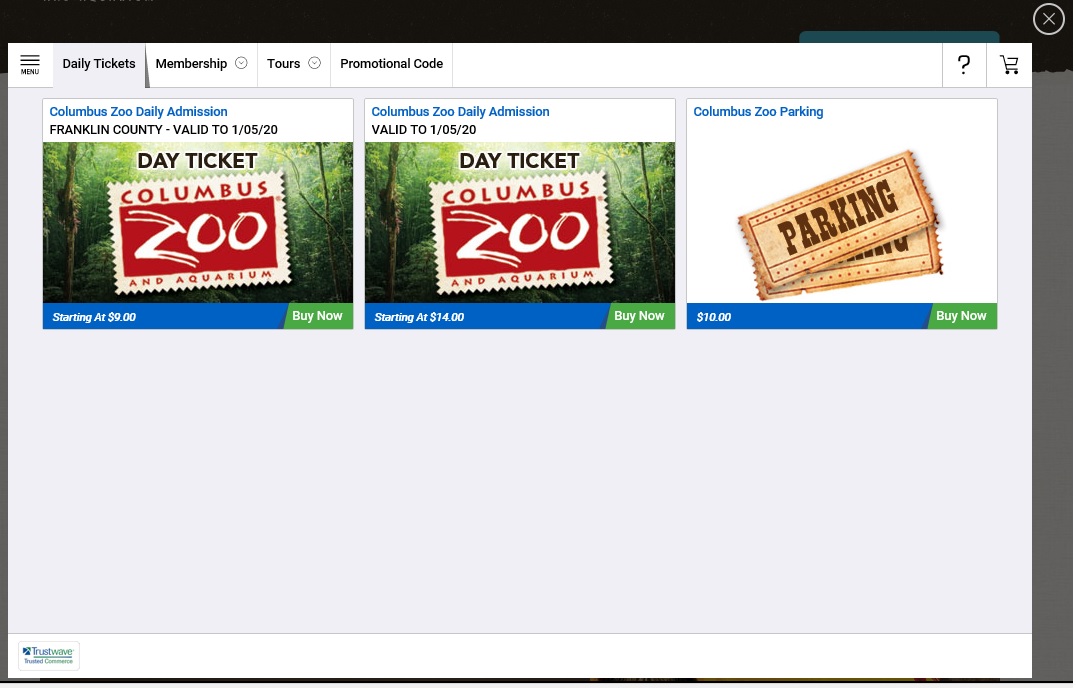 MENU
Daily Tickets
Membership
Tours
Promotional Code
?
Columbus Zoo Daily Admission
FRANKLIN COUNTY - VALID TO 1/05/20
DAY TICKET
COLUMBUS
ZOO
AND AQUARIUM
Starting At $9.00
Buy Now
Columbus Zoo Daily Admission
VALID TO 1/05/20
DAY TICKET
COLUMBUS
ZOO
AND AQUARIUM
Starting At $14.00
Buy Now
Columbus Zoo Parking
PARKING
$10.00
Buy Now
Trustwave
Trusted Commerce